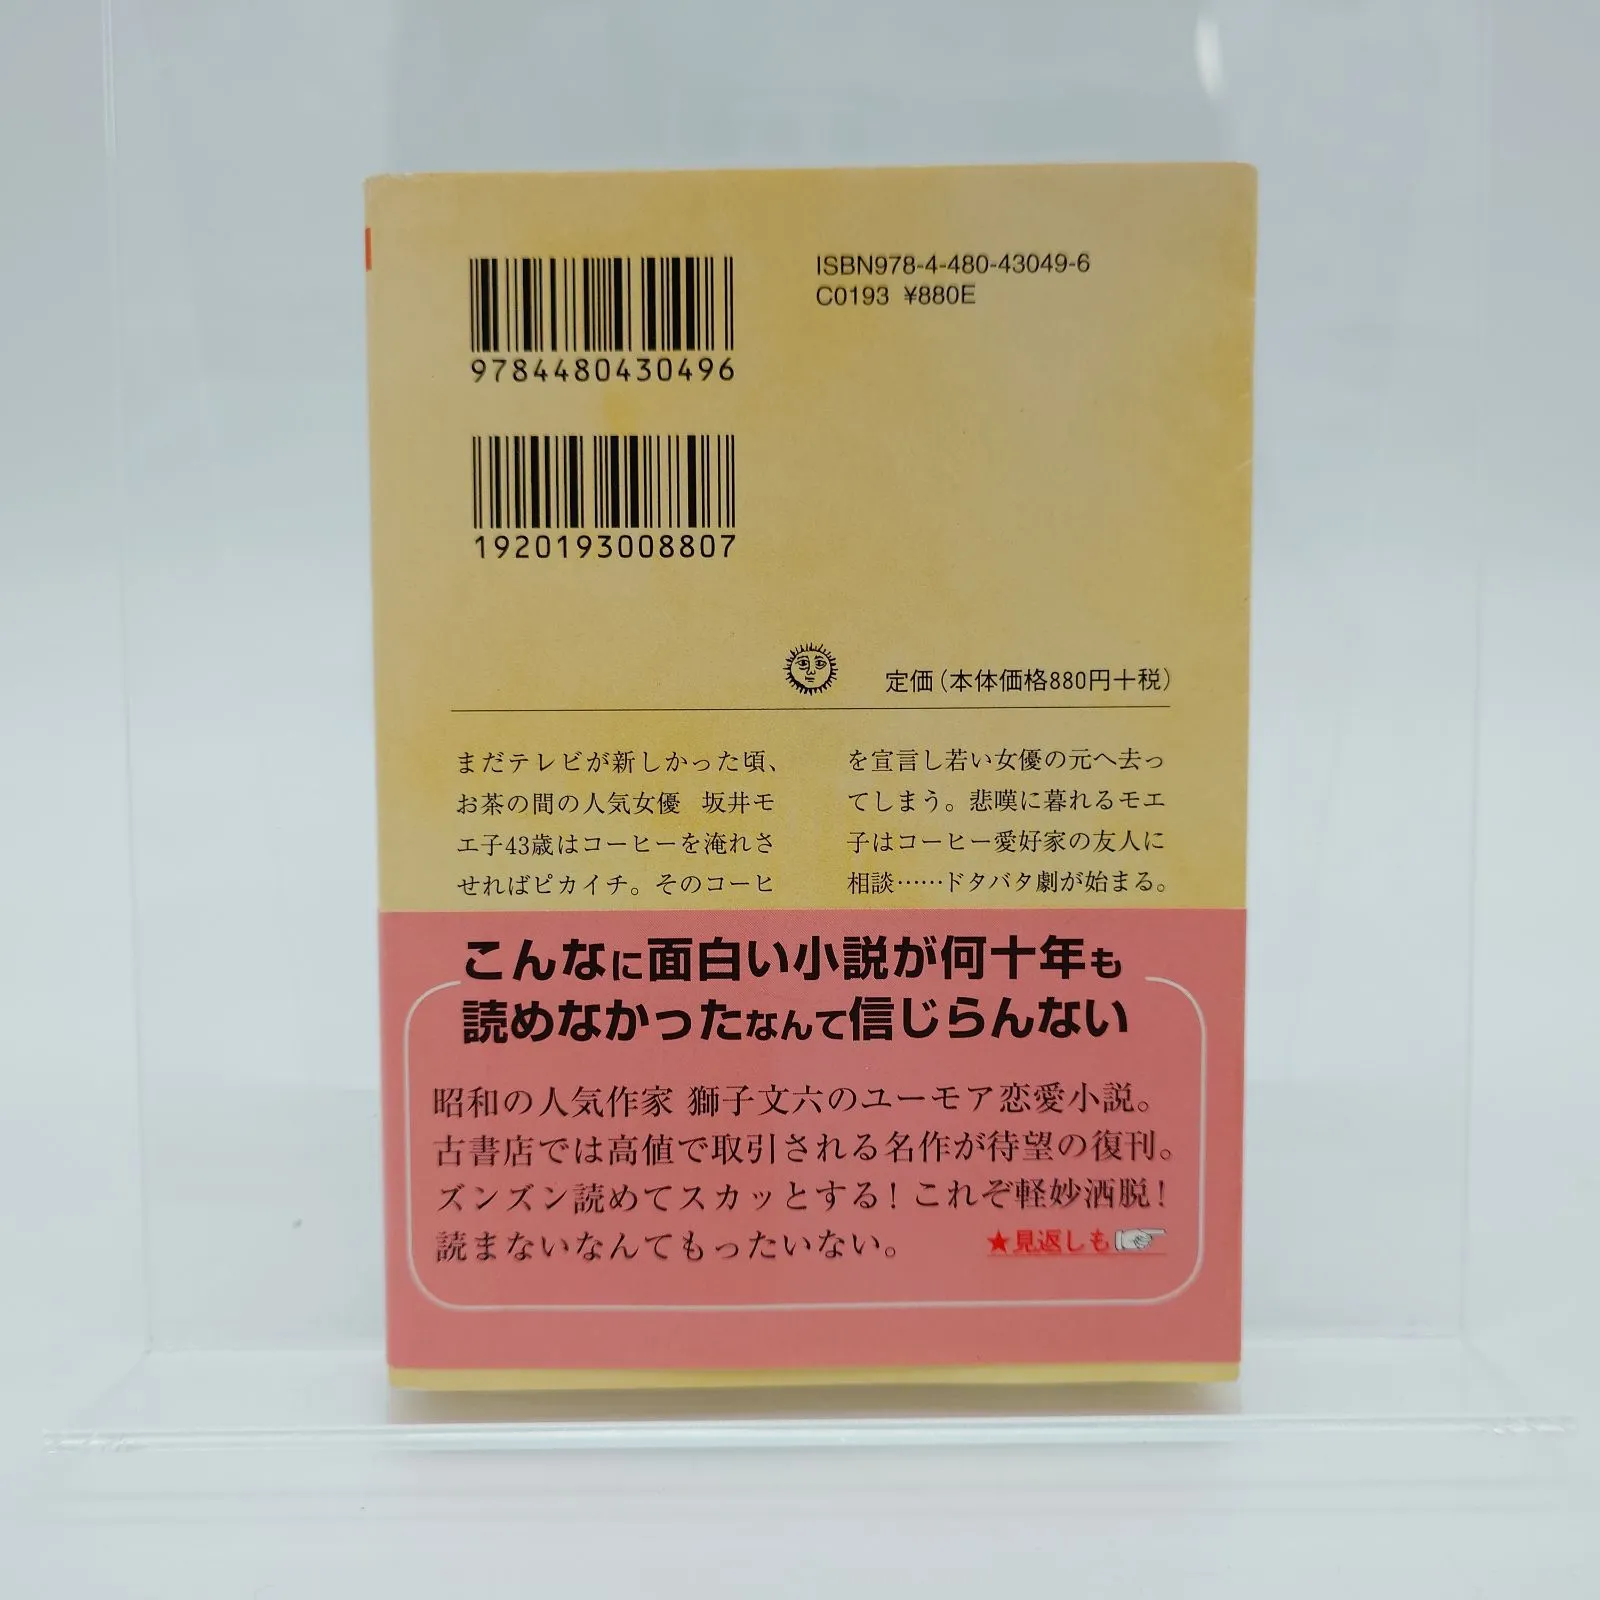 ISBN978-4-480-43049-6
C0193 ¥880E
9784480430496
1920193008807
定価(本体価格880円+税)
まだテレビが新しかった頃、
お茶の間の人気女優 坂井モ
エ子43歳はコーヒーを淹れさ
せればピカイチ。そのコーヒ
を宣言し若い女優の元へ去っ
てしまう。悲嘆に暮れるモエ
子はコーヒー愛好家の友人に
相談……ドタバタ劇が始まる。
こんなに面白い小説が何十年も
読めなかったなんて信じらんない
昭和の人気作家 獅子文六のユーモア恋愛小説。
古書店では高値で取引される名作が待望の復刊。
ズンズン読めてスカッとする!これぞ軽妙洒脱!
読まないなんてもったいない。
★見返しも